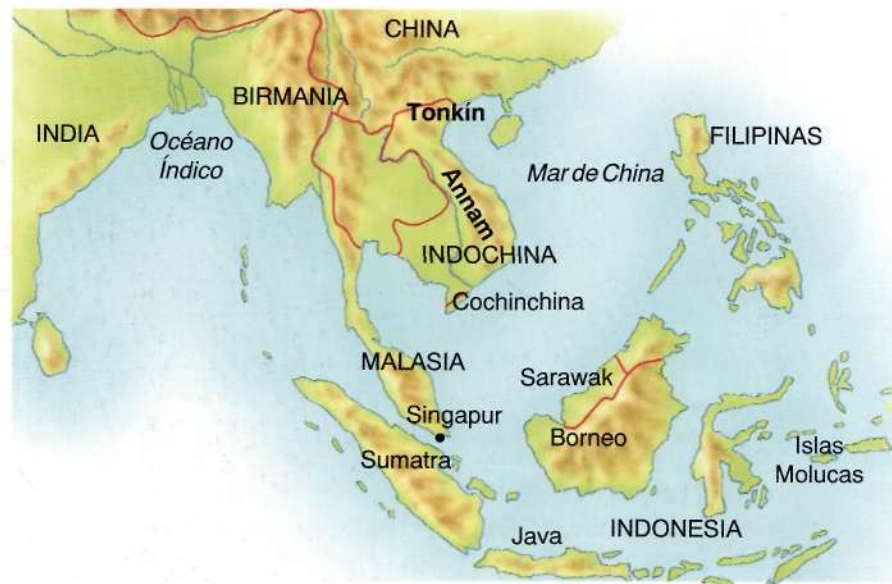 CHINA
BIRMANIA
Tonkín
INDIA
Océano
Índico
Mar de China
FILIPINAS
Annam
INDOCHINA
Cochinchina
MALASIA
Sarawak
Singapur
Borneo
Sumatra
Islas
Molucas
Java
INDONESIA